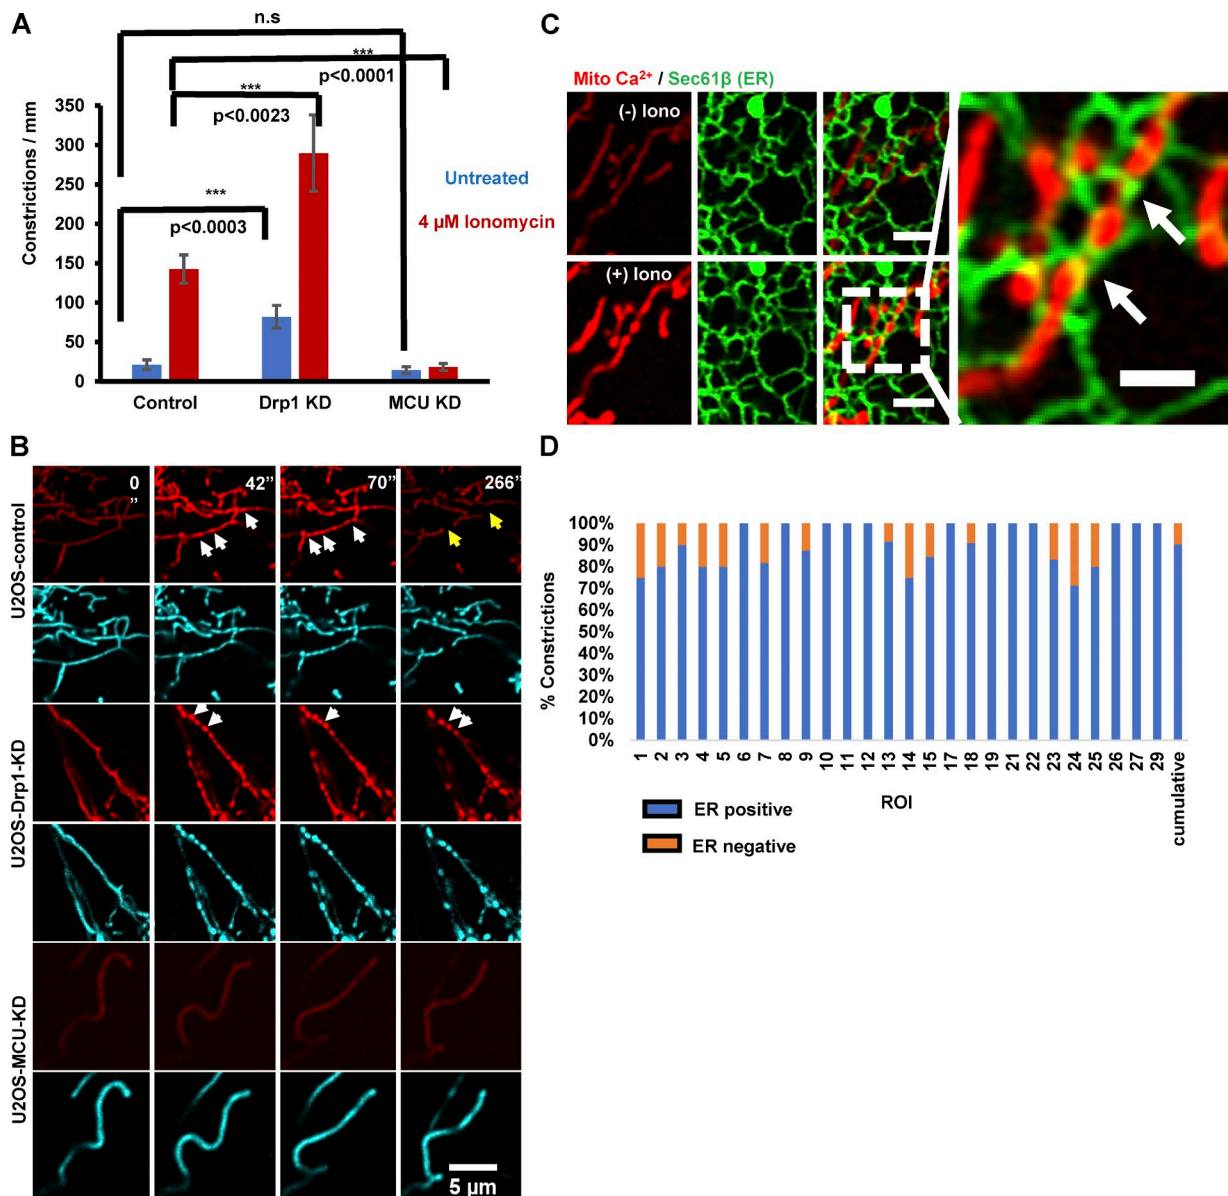 A
n.s
***
p<0.0001
***
p<0.0023
***
p<0.0003
Constrictions / mm
350
300
250
200
150
100
50
0
Untreated
4 µM Ionomycin
Control
Drp1 KD
MCU KD
B
0
”
42”
70”
266”
U2OS-control
U2OS-Drp1-KD
U2OS-MCU-KD
5 µm
C
Mito Ca²⁺ / Sec61β (ER)
(-) Iono
(+) Iono
D
% Constrictions
100%
90%
80%
70%
60%
50%
40%
30%
20%
10%
0%
1 2 3 4 5 6 7 8 9 10 11 12 13 14 15 17 18 19 21 22 23 24 25 26 27 29 cumulative
ROI
ER positive
ER negative